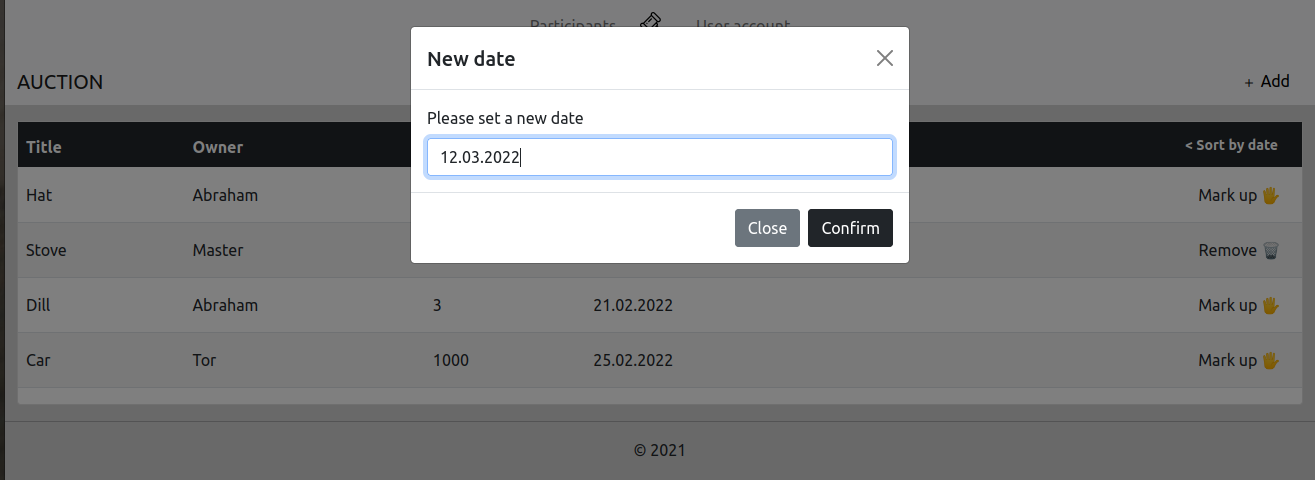 Participants User account
New date
AUCTION + Add
Please set a new date
12.03.2022
Title Owner < Sort by date
Hat Abraham Mark up
Close Confirm
Stove Master Remove
Dill Abraham 3 21.02.2022 Mark up
Car Tor 1000 25.02.2022 Mark up
© 2021